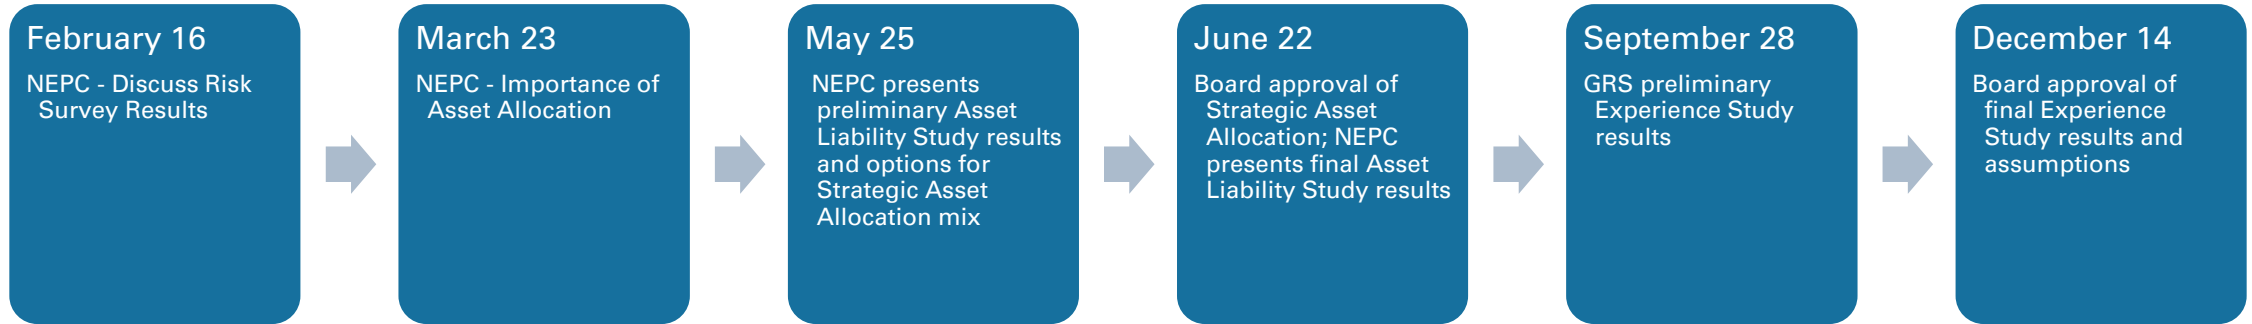 February 16
NEPC - Discuss Risk
Survey Results
March 23
NEPC - Importance of
Asset Allocation
May 25
NEPC presents
preliminary Asset
Liability Study results
and options for
Strategic Asset
Allocation mix
June 22
Board approval of
Strategic Asset
Allocation; NEPC
presents final Asset
Liability Study results
September 28
GRS preliminary
Experience Study
results
December 14
Board approval of
final Experience
Study results and
assumptions